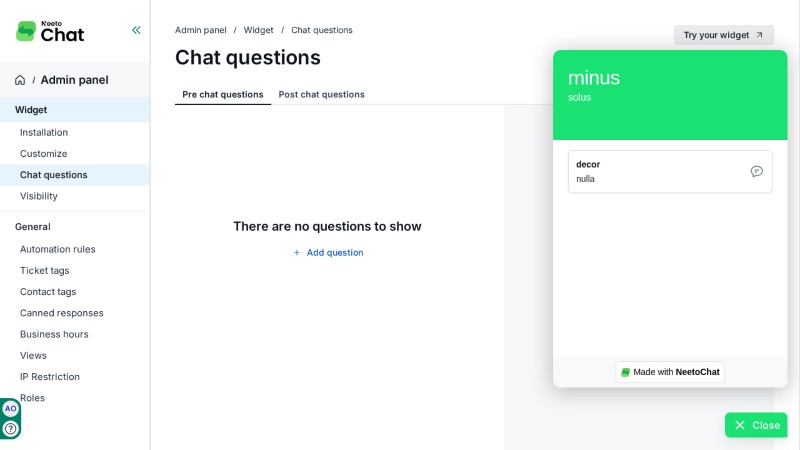 Neeto
Chat
/ Admin panel
Widget
Installation
Customize
Chat questions
Visibility
General
Automation rules
Ticket tags
Contact tags
Canned responses
Business hours
Views
IP Restriction
Roles
AO
Admin panel / Widget / Chat questions
Chat questions
Try your widget
Pre chat questions
Post chat questions
There are no questions to show
+ Add question
minus
solus
decor
nulla
Made with NeetoChat
Close